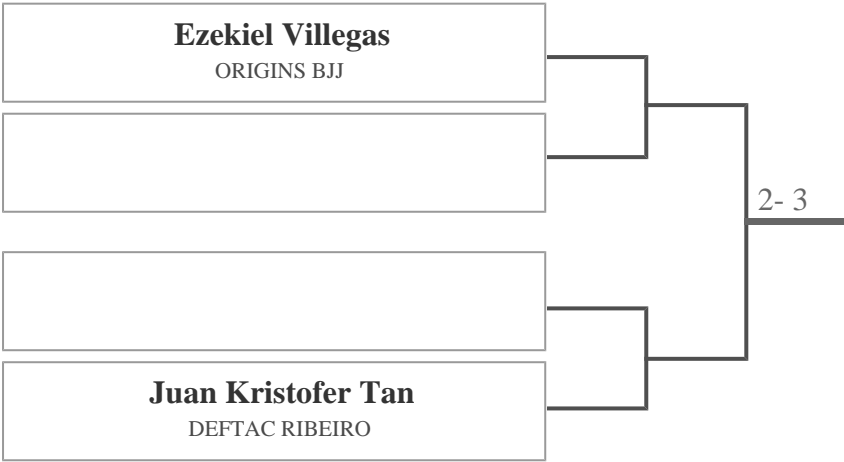 Ezekiel Villegas
ORIGINS BJJ
2- 3
Juan Kristofer Tan
DEFTAC RIBEIRO